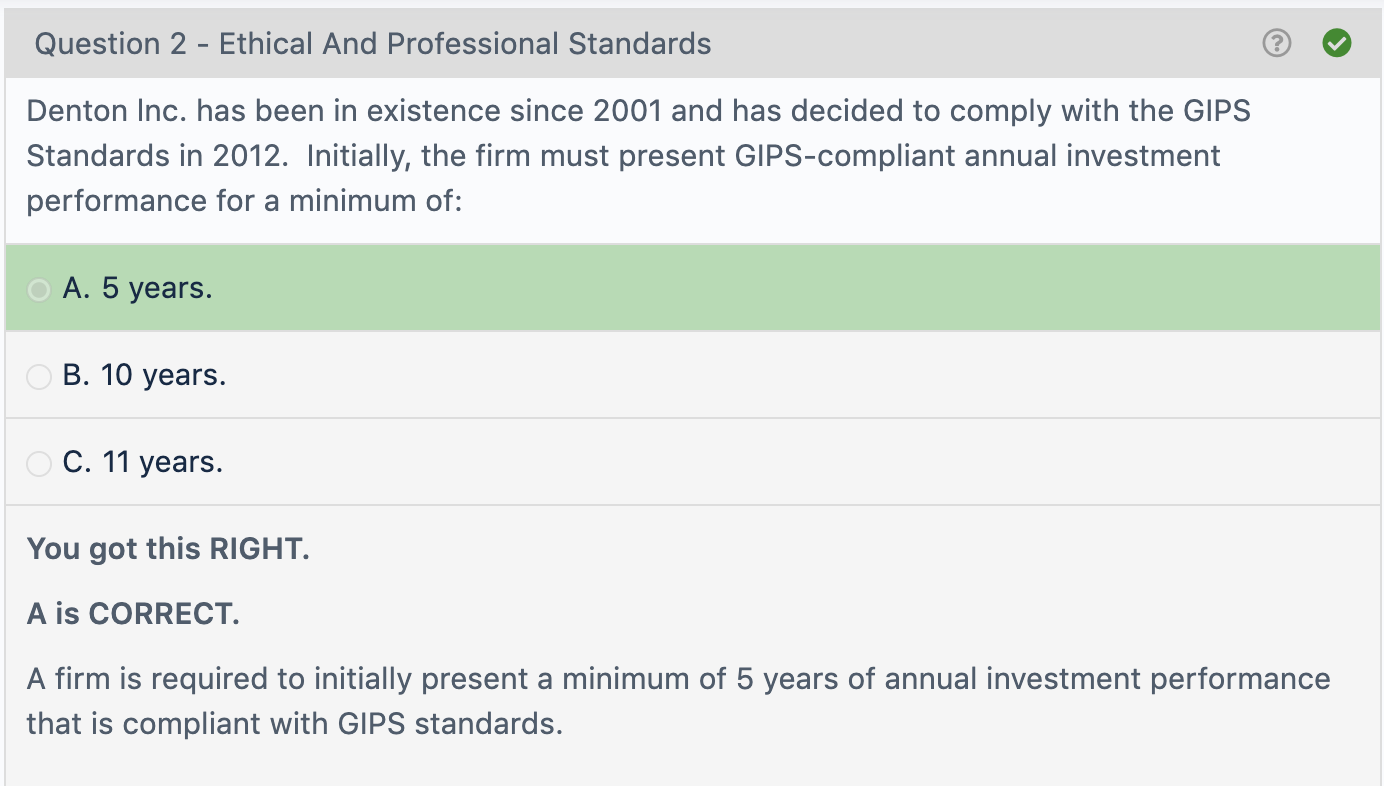 Question 2 - Ethical And Professional Standards
Denton Inc. has been in existence since 2001 and has decided to comply with the GIPS
Standards in 2012.  Initially, the firm must present GIPS-compliant annual investment
performance for a minimum of:
A. 5 years.
B. 10 years.
C. 11 years.
You got this RIGHT.
A is CORRECT.
A firm is required to initially present a minimum of 5 years of annual investment performance
that is compliant with GIPS standards.